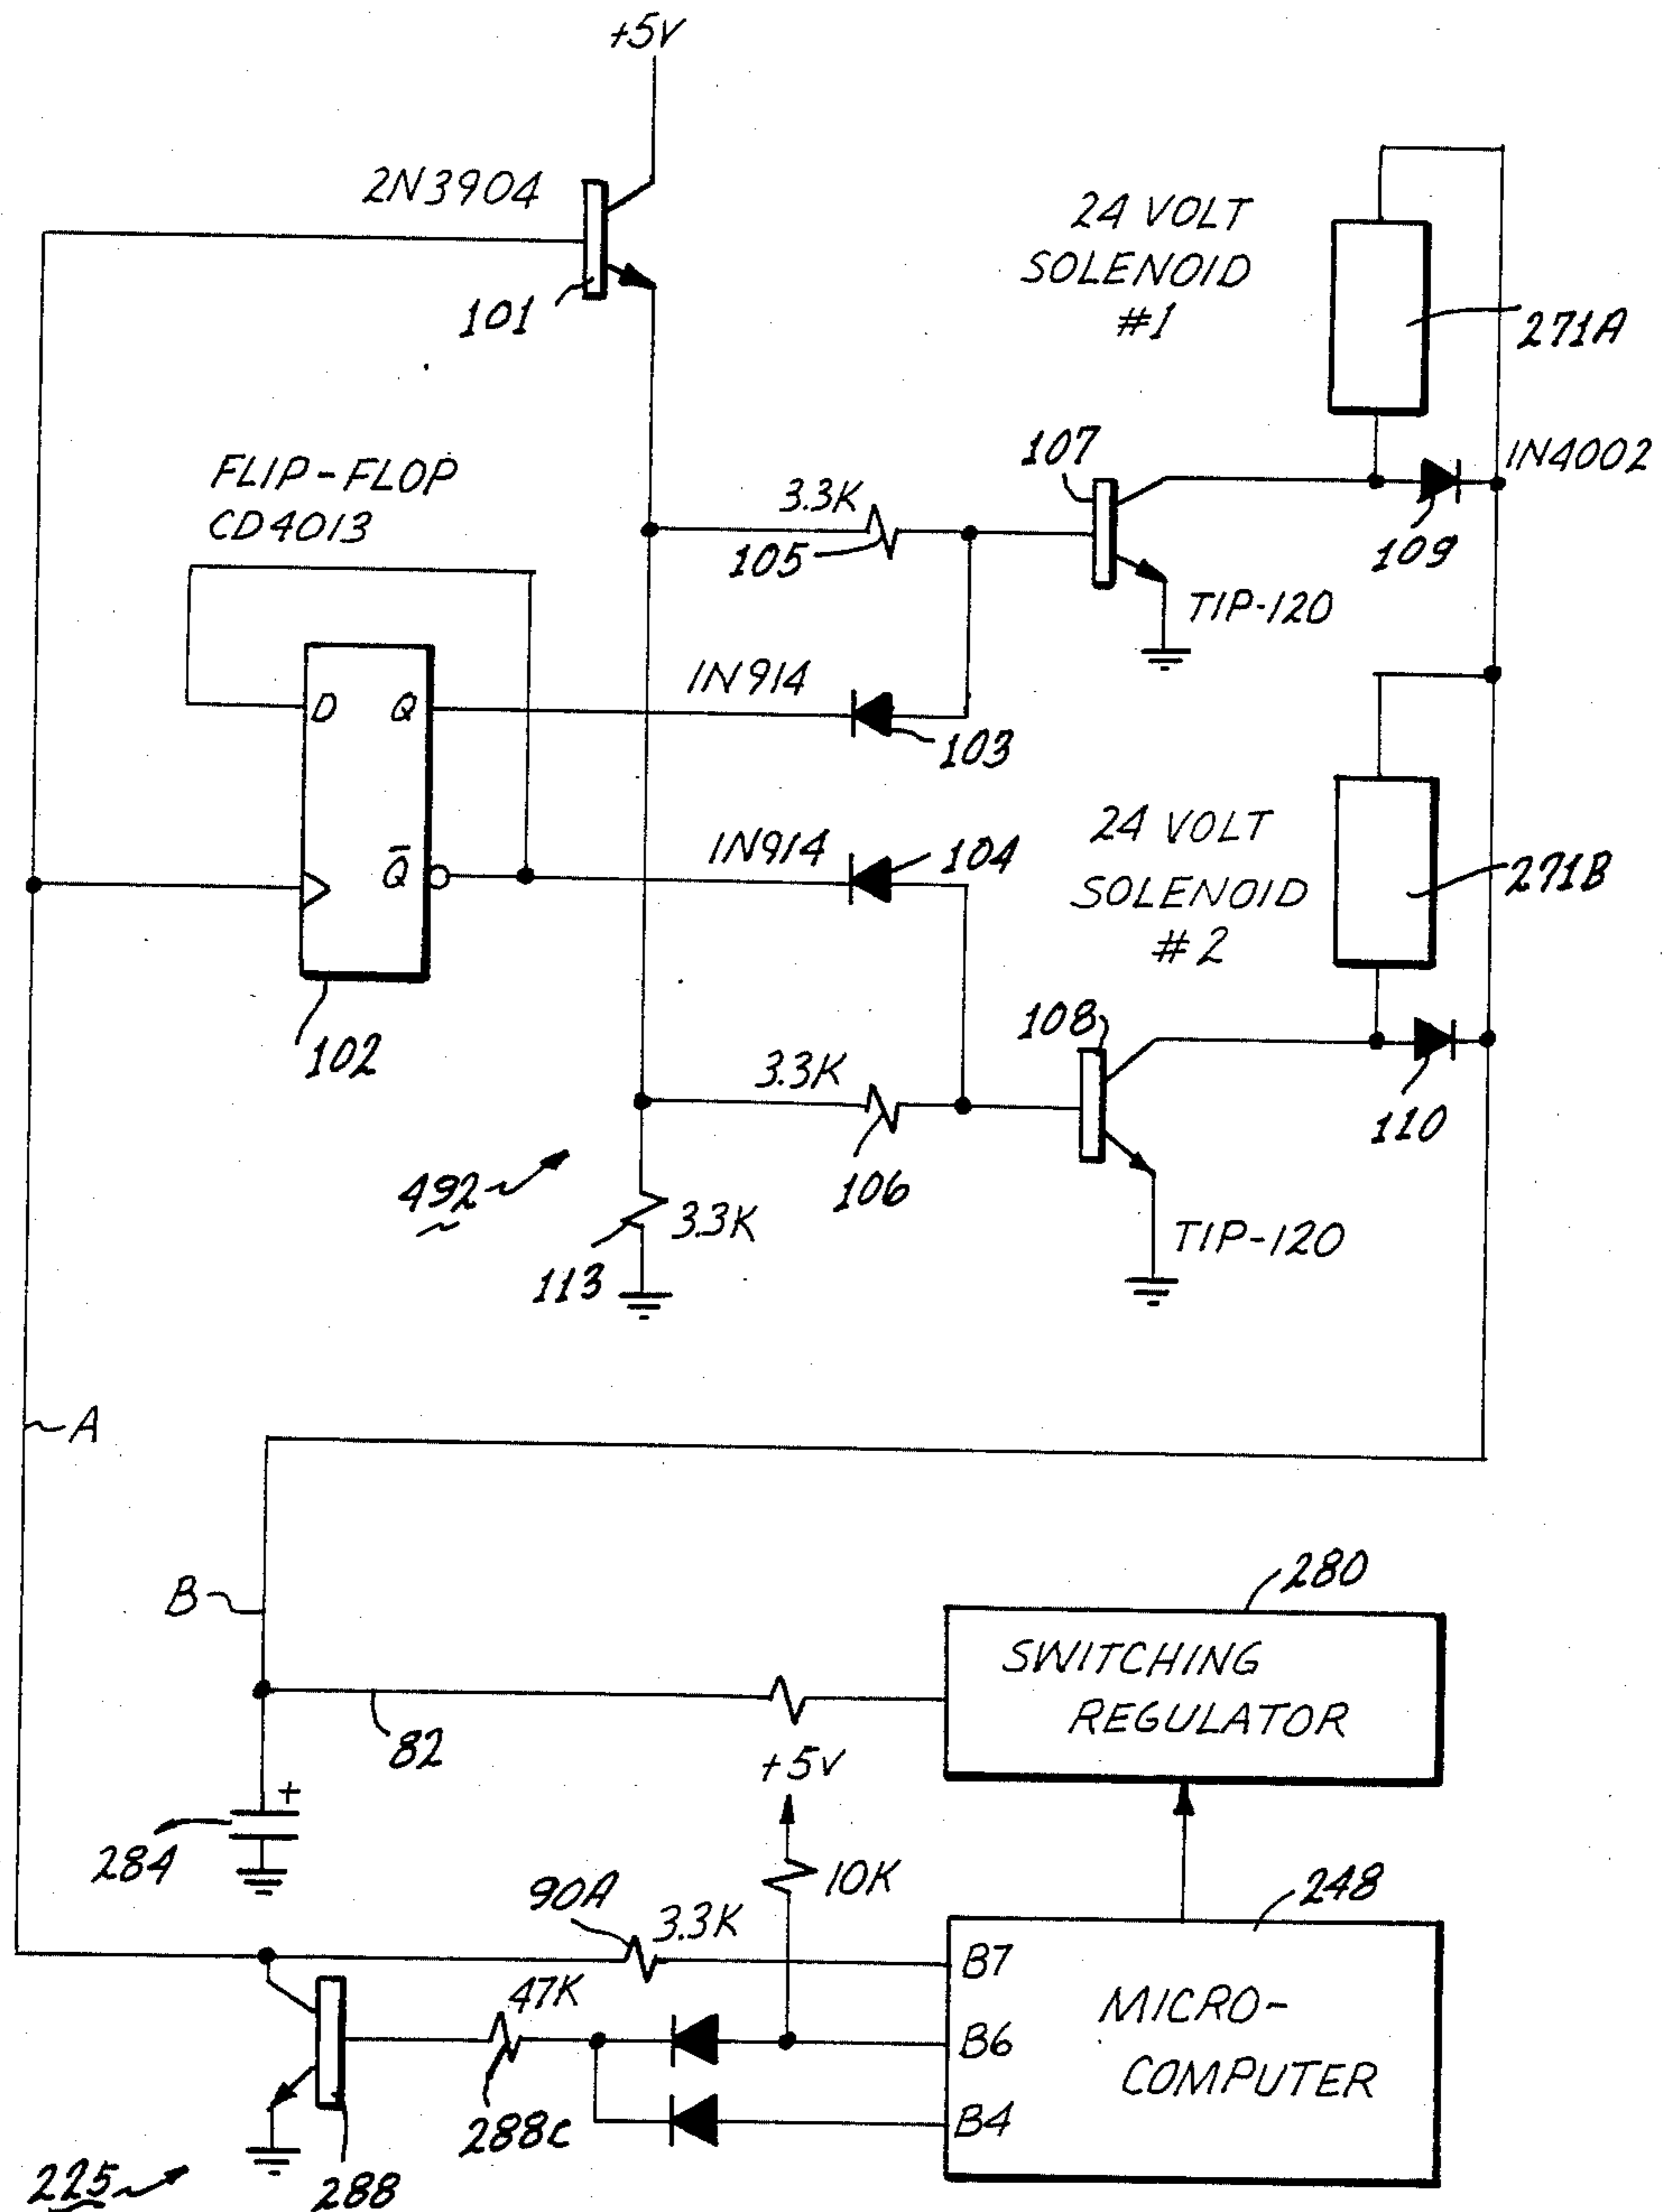 +5V
2N3904
101
24 VOLT
SOLENOID
#1
271A
FLIP-FLOP
CD4013
3.3K
105
107
1N4002
109
TIP-120
D
Q
1N914
103
Q̄
1N914
104
24 VOLT
SOLENOID
#2
271B
102
3.3K
106
108
110
492
3.3K
113
TIP-120
A
B
280
SWITCHING
REGULATOR
82
+5V
+
284
10K
90A
3.3K
248
B7
47K
MICRO-
B6
COMPUTER
B4
288C
225
288